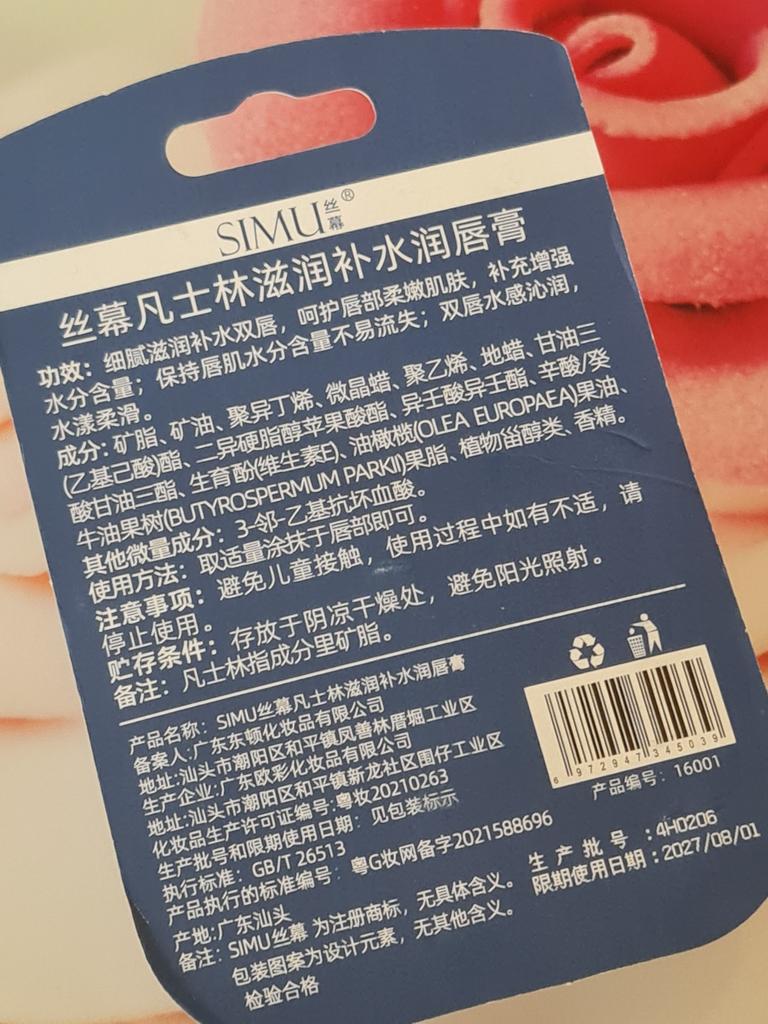 SIMU丝幕®
丝幕凡士林滋润补水润唇膏
功效：细腻滋润补水双唇，呵护唇部柔嫩肌肤，补充增强
水分含量；保持唇肌水分含量不易流失；双唇水感沁润，
水漾柔滑。
成分：矿脂、矿油、聚异丁烯、微晶蜡、聚乙烯、地蜡、甘油三
(乙基己酸)酯、二异硬脂醇苹果酸酯、异壬酸异壬酯、辛酸/癸
酸甘油三酯、生育酚(维生素E)、油橄榄(OLEA EUROPAEA)果油、
牛油果树(BUTYROSPERMUM PARKII)果脂、植物甾醇类、香精。
其他微量成分：3-邻-乙基抗坏血酸。
使用方法：取适量涂抹于唇部即可。
注意事项：避免儿童接触，使用过程中如有不适，请
停止使用。
贮存条件：存放于阴凉干燥处，避免阳光照射。
备注：凡士林指成分里矿脂。
产品名称：SIMU丝幕凡士林滋润补水润唇膏
备案人:广东东顿化妆品有限公司
地址:汕头市潮阳区和平镇凤善林厝堀工业区
生产企业:广东欧彩化妆品有限公司
地址:汕头市潮阳区和平镇新龙社区围仔工业区
化妆品生产许可证编号:粤妆20210263
生产批号和限期使用日期：见包装标示
执行标准：GB/T 26513
产品执行的标准编号：粤G妆网备字2021588696
产地:广东汕头
备注：SIMU丝幕 为注册商标，无具体含义。
包装图案为设计元素，无其他含义。
检验合格
6 972947 345039
产品编号：16001
生产批号：4H0206
限期使用日期：2027/08/01